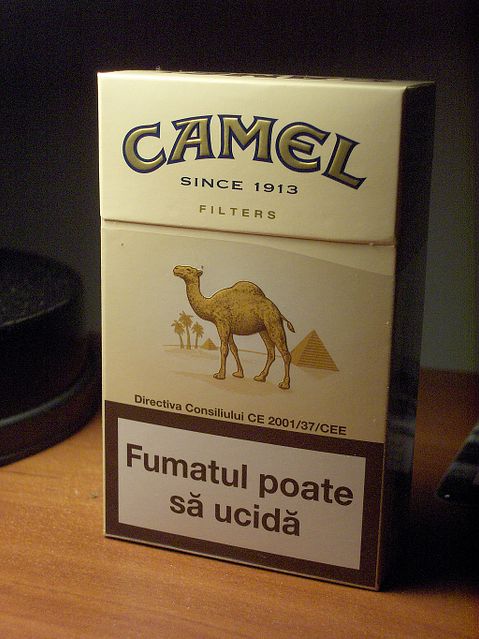 CAMEL
SINCE 1913
FILTERS
Directiva Consiliului CE 2001/37/CEE
Fumatul poate
să ucidă